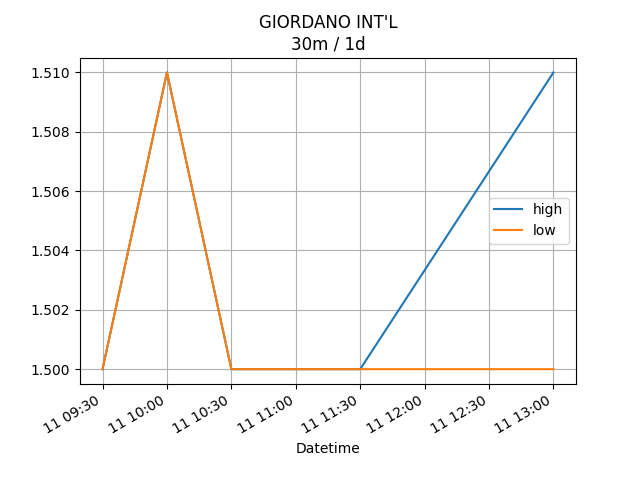 GIORDANO INT'L
30m / 1d
1.510
1.508
1.506
1.504
1.502
1.500
high
low
11 09:30
11 10:00
11 10:30
11 11:00
11 11:30
11 12:00
11 12:30
11 13:00
Datetime